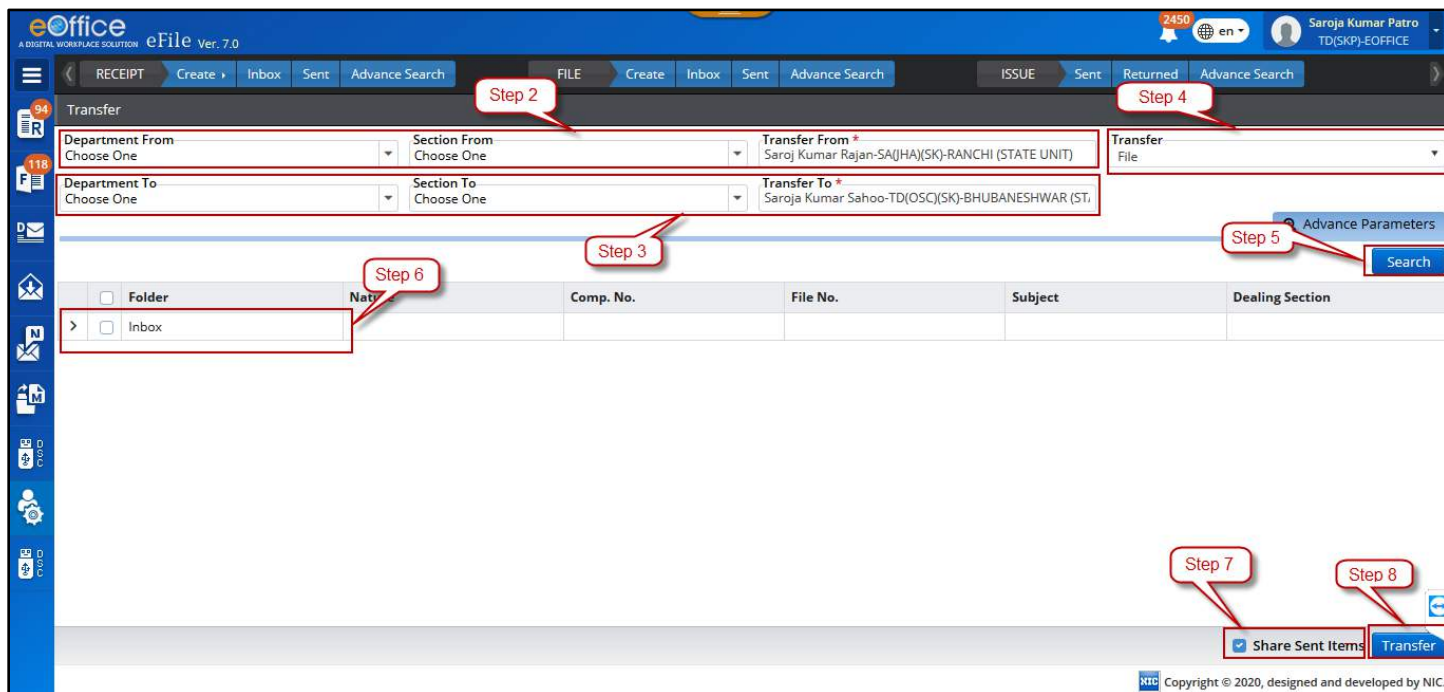 eOffice
A DIGITAL WORKPLACE SOLUTION eFile Ver. 7.0
2450
en
Saroja Kumar Patro
TD(SKP)-EOFFICE
RECEIPT Create Inbox Sent Advance Search FILE Create Inbox Sent Advance Search ISSUE Sent Returned Advance Search
Step 2
Step 4
94
R
Transfer
Department From Section From Transfer From * Transfer
Choose One Choose One Saroj Kumar Rajan-SA(JHA)(SK)-RANCHI (STATE UNIT) File
118
F
Department To Section To Transfer To *
Choose One Choose One Saroja Kumar Sahoo-TD(OSC)(SK)-BHUBANESHWAR (ST
D
Advance Parameters
Step 3
Step 5
Search
Step 6
Folder Comp. No. File No. Subject Dealing Section
Inbox
N
M
DSC
DSC
Step 7
Step 8
Share Sent Items Transfer
NIC Copyright © 2020, designed and developed by NIC